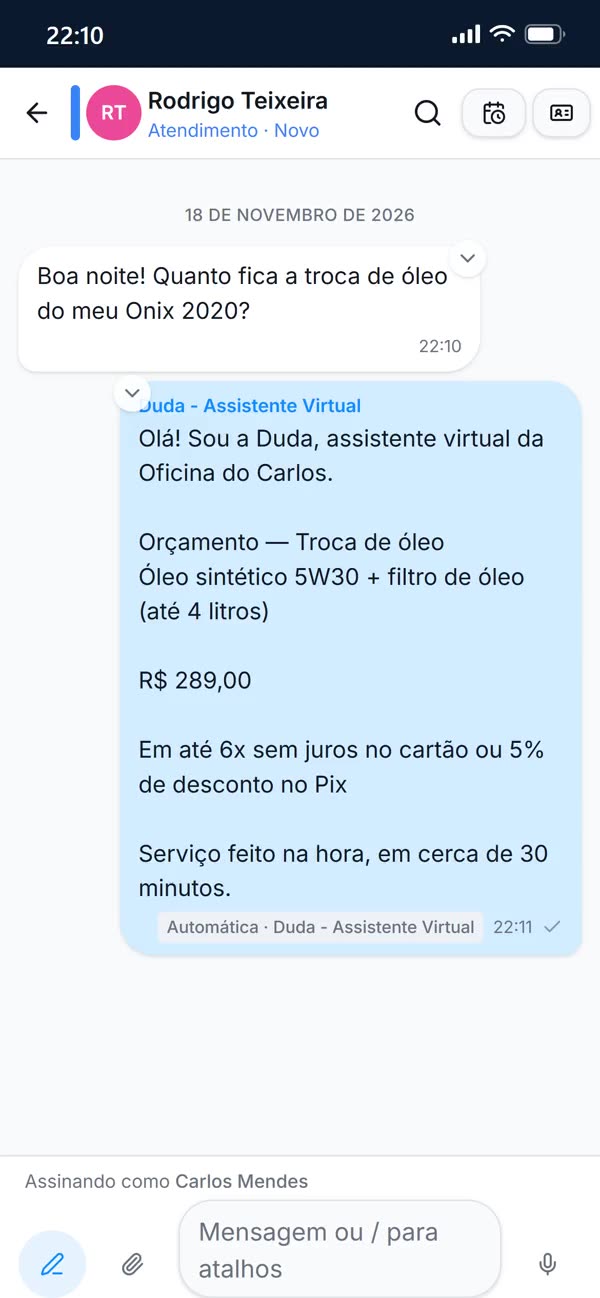 22:10
RT
Rodrigo Teixeira
Atendimento · Novo
18 DE NOVEMBRO DE 2026
Boa noite! Quanto fica a troca de óleo
do meu Onix 2020?
22:10
Duda - Assistente Virtual
Olá! Sou a Duda, assistente virtual da
Oficina do Carlos.
Orçamento — Troca de óleo
Óleo sintético 5W30 + filtro de óleo
(até 4 litros)
R$ 289,00
Em até 6x sem juros no cartão ou 5%
de desconto no Pix
Serviço feito na hora, em cerca de 30
minutos.
Automática · Duda - Assistente Virtual 22:11
Assinando como Carlos Mendes
Mensagem ou / para
atalhos